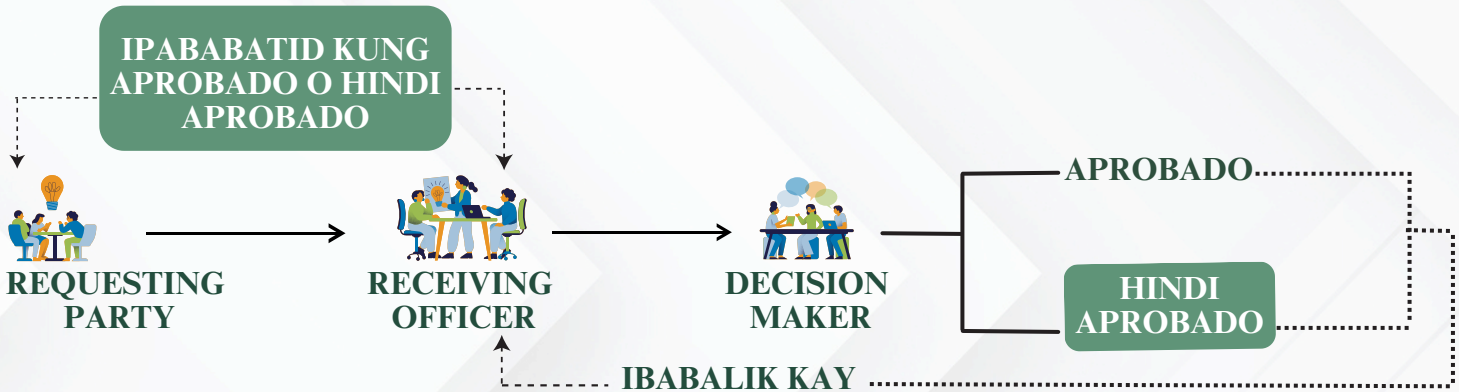 IPABABATID KUNG
APROBADO O HINDI
APROBADO
REQUESTING
PARTY
RECEIVING
OFFICER
DECISION
MAKER
APROBADO
HINDI
APROBADO
IBABALIK KAY